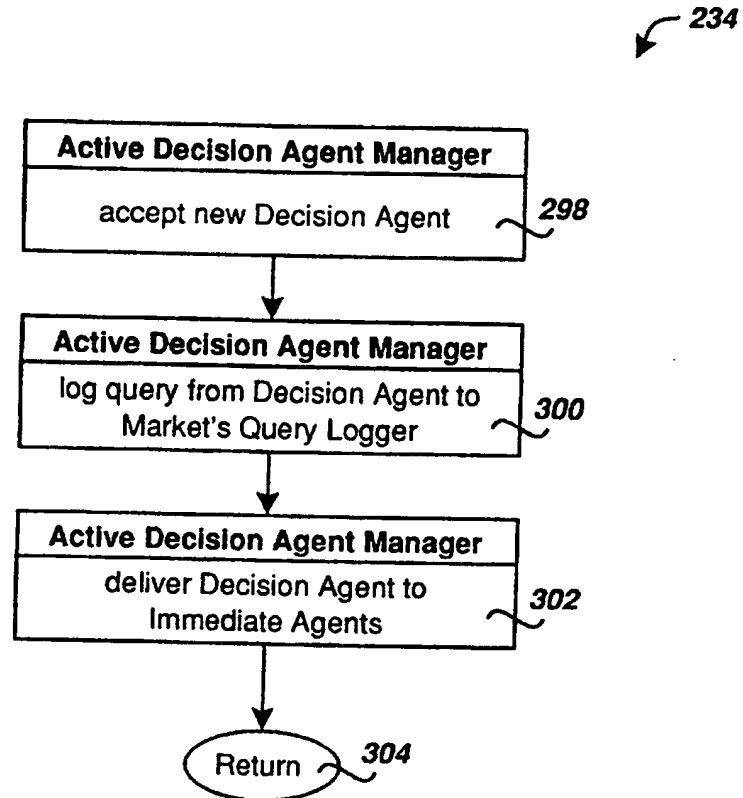 234
Active Decision Agent Manager
accept new Decision Agent
298
Active Decision Agent Manager
log query from Decision Agent to
Market's Query Logger
300
Active Decision Agent Manager
deliver Decision Agent to
Immediate Agents
302
Return
304